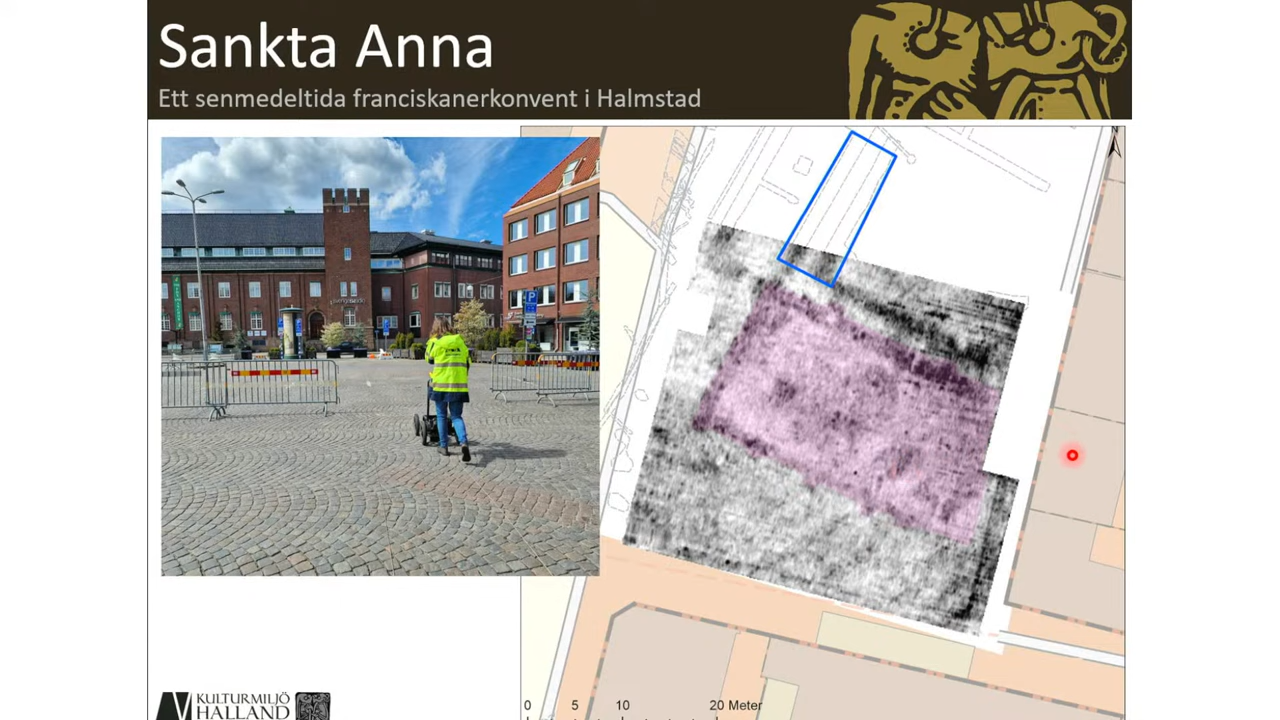 Sankta Anna
Ett senmedeltida franciskanerkonvent i Halmstad
P
0 5 10 20 Meter
KULTURMILJÖ
HALLAND